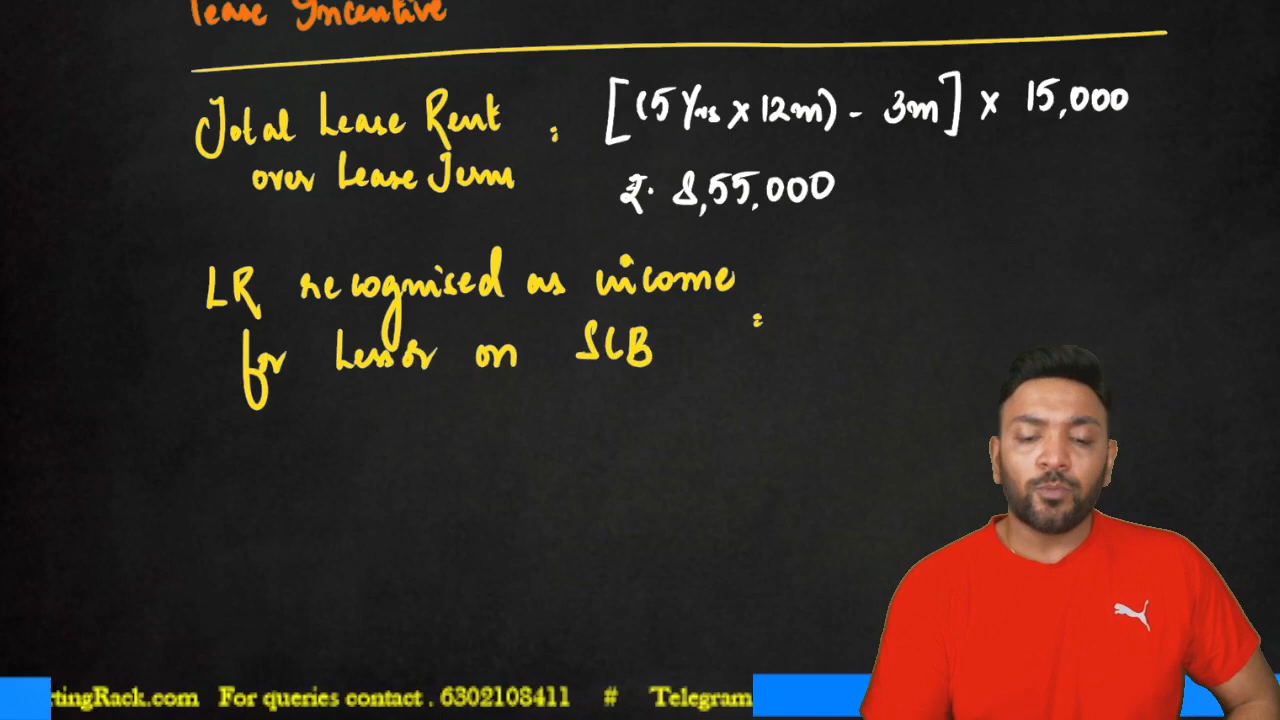 lease Incentive
Total Lease Rent : [(5 Yrs x 12m) - 3m] x 15,000
over Lease Term ₹. 8,55,000
LR recognised as income
for Lessor on SLB :
tingRack.com For queries contact . 6302108411 # Telegram